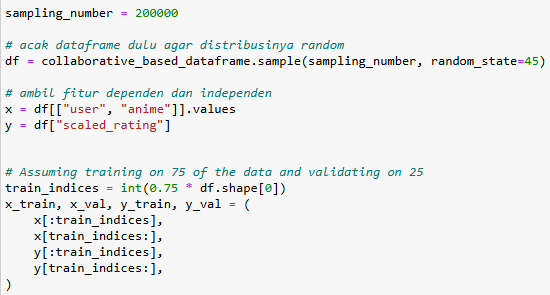 sampling_number = 200000
# acak dataframe dulu agar distribusinya random
df = collaborative_based_dataframe.sample(sampling_number, random_state=45)
# ambil fitur dependen dan independen
x = df[["user", "anime"]].values
y = df["scaled_rating"]
# Assuming training on 75 of the data and validating on 25
train_indices = int(0.75 * df.shape[0])
x_train, x_val, y_train, y_val = (
    x[:train_indices],
    x[train_indices:],
    y[:train_indices],
    y[train_indices:],
)